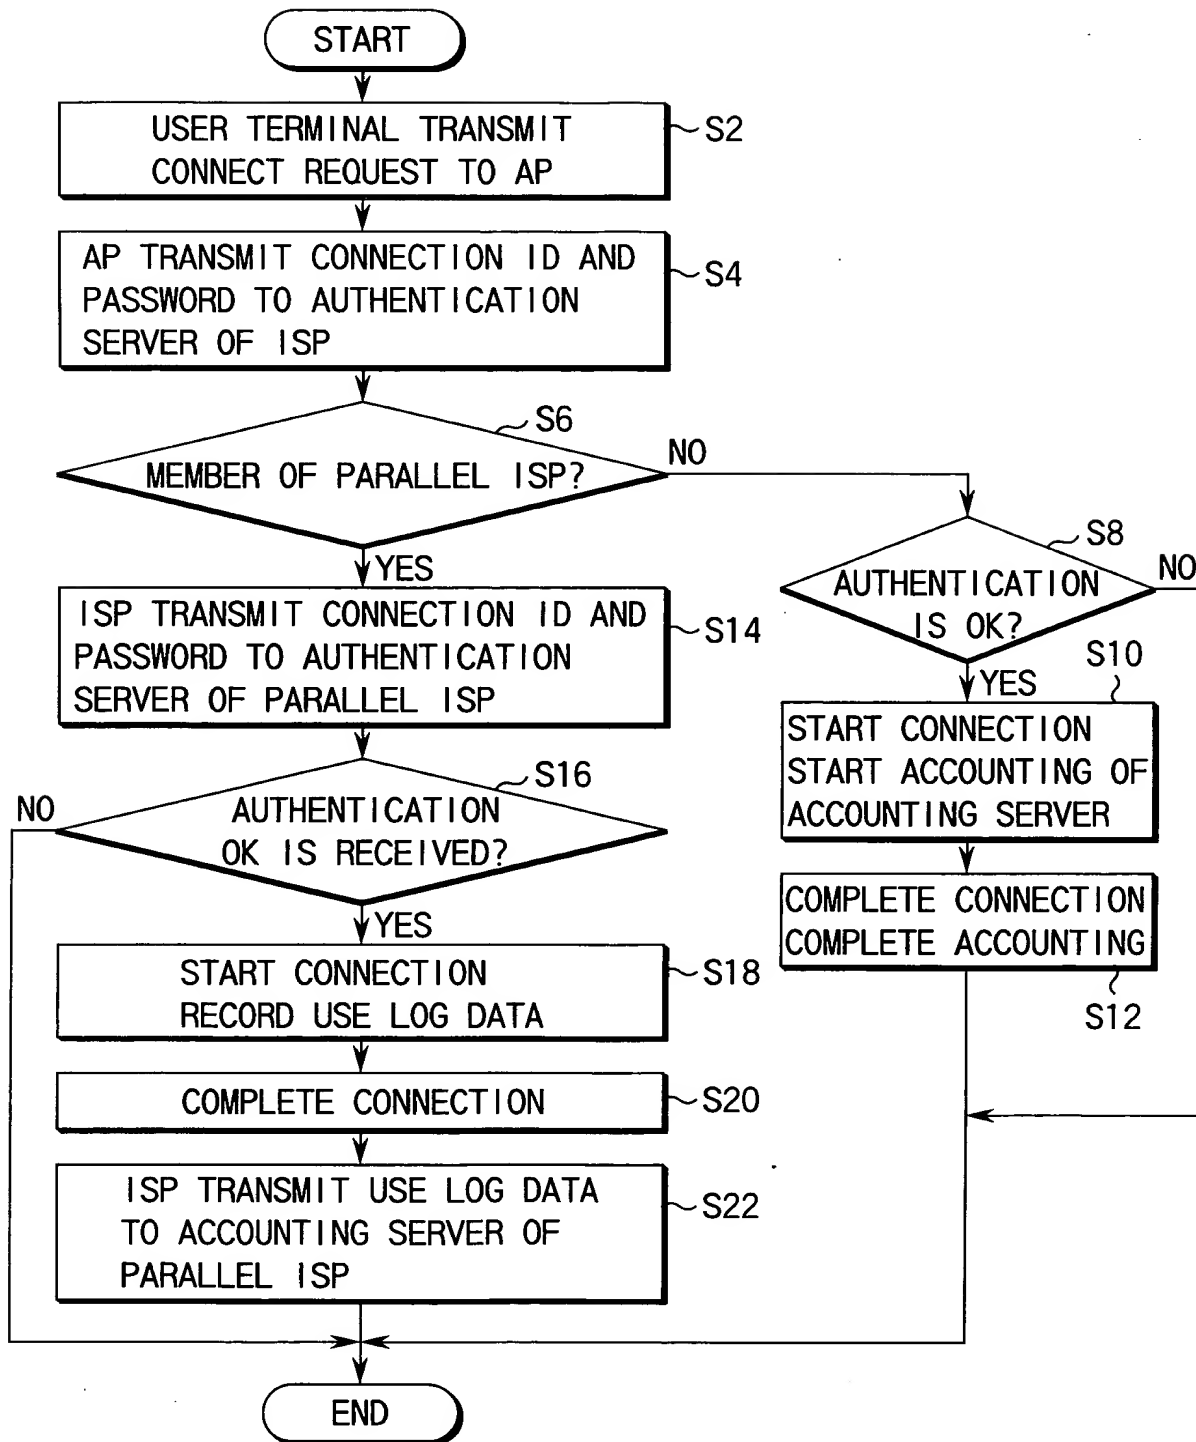 START
USER TERMINAL TRANSMIT
CONNECT REQUEST TO AP
S2
AP TRANSMIT CONNECTION ID AND
PASSWORD TO AUTHENTICATION
SERVER OF ISP
S4
S6
MEMBER OF PARALLEL ISP?
NO
YES
S8
AUTHENTICATION
IS OK?
NO
YES
S10
START CONNECTION
START ACCOUNTING OF
ACCOUNTING SERVER
COMPLETE CONNECTION
COMPLETE ACCOUNTING
S12
ISP TRANSMIT CONNECTION ID AND
PASSWORD TO AUTHENTICATION
SERVER OF PARALLEL ISP
S14
S16
AUTHENTICATION
OK IS RECEIVED?
NO
YES
START CONNECTION
RECORD USE LOG DATA
S18
COMPLETE CONNECTION
S20
ISP TRANSMIT USE LOG DATA
TO ACCOUNTING SERVER OF
PARALLEL ISP
S22
END